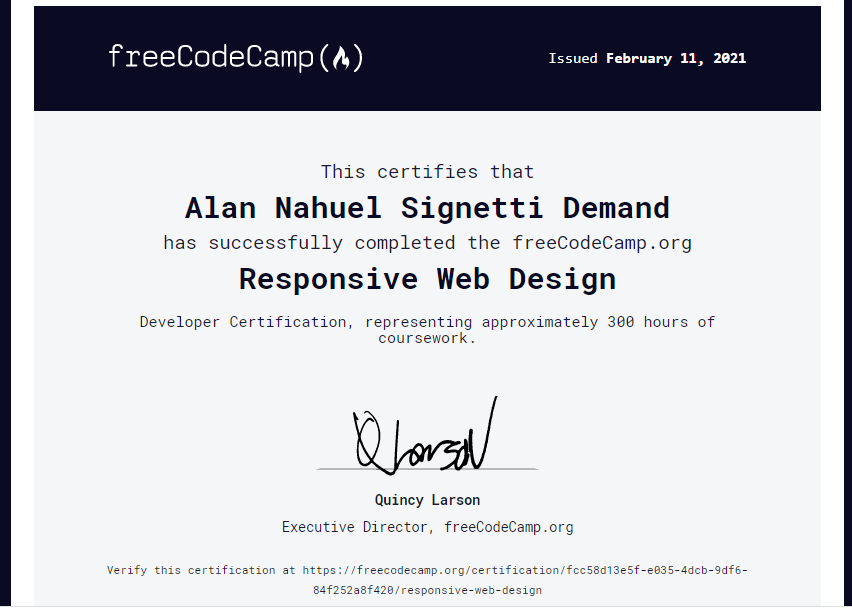 freeCodeCamp(🔥)
Issued February 11, 2021
This certifies that
Alan Nahuel Signetti Demand
has successfully completed the freeCodeCamp.org
Responsive Web Design
Developer Certification, representing approximately 300 hours of
coursework.
Q Larson
Quincy Larson
Executive Director, freeCodeCamp.org
Verify this certification at https://freecodecamp.org/certification/fcc58d13e5f-e035-4dcb-9df6-
84f252a8f420/responsive-web-design